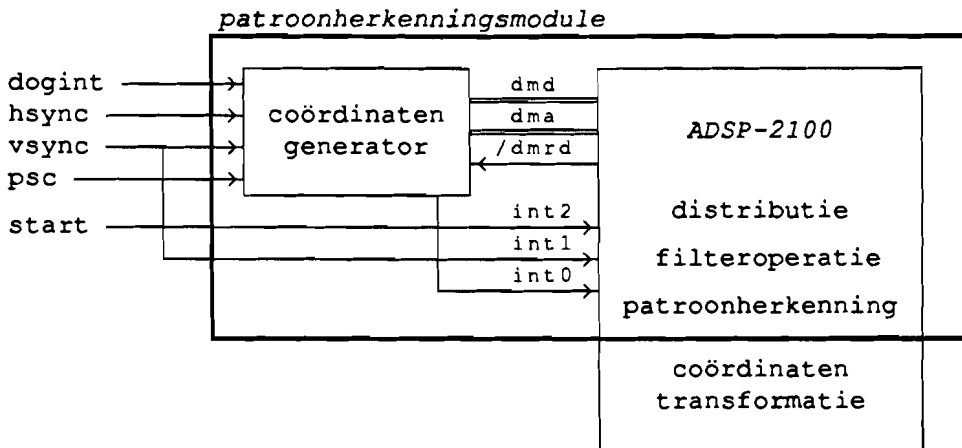 patroonherkenningsmodule
dogint
hsync
vsync
psc
start
coördinaten
generator
dmd
dma
/dmrd
int2
int1
int0
ADSP-2100
distributie
filteroperatie
patroonherkenning
coördinaten
transformatie